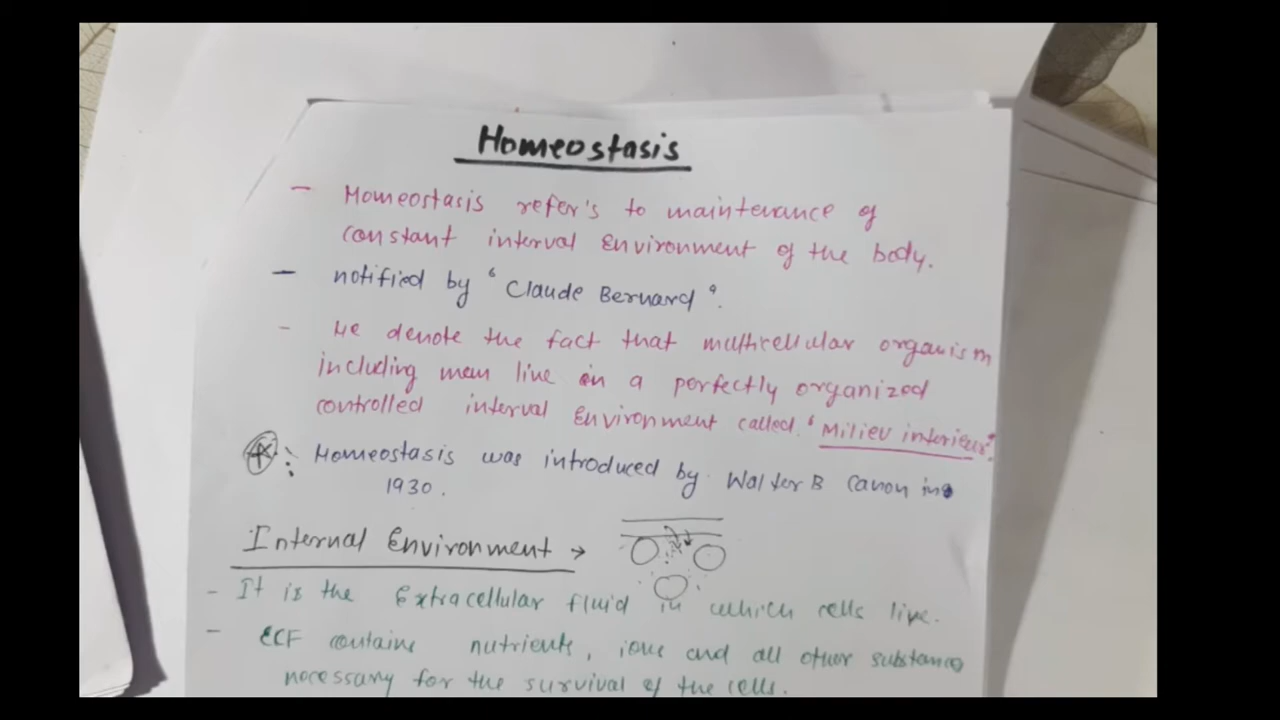 Homeostasis
- Homeostasis refer's to maintenance of
constant interval Environment of the body.
- notified by 'Claude Bernard'.
- He denote the fact that multicellular organism
including man live in a perfectly organized
controlled interval Environment called 'Milieu interieur'.
* : Homeostasis was introduced by Walter B Canon in
1930.
Internal Environment →
- It is the Extracellular fluid in which cells live.
- ECF contains nutrients, ions and all other substances
necessary for the survival of the cells.